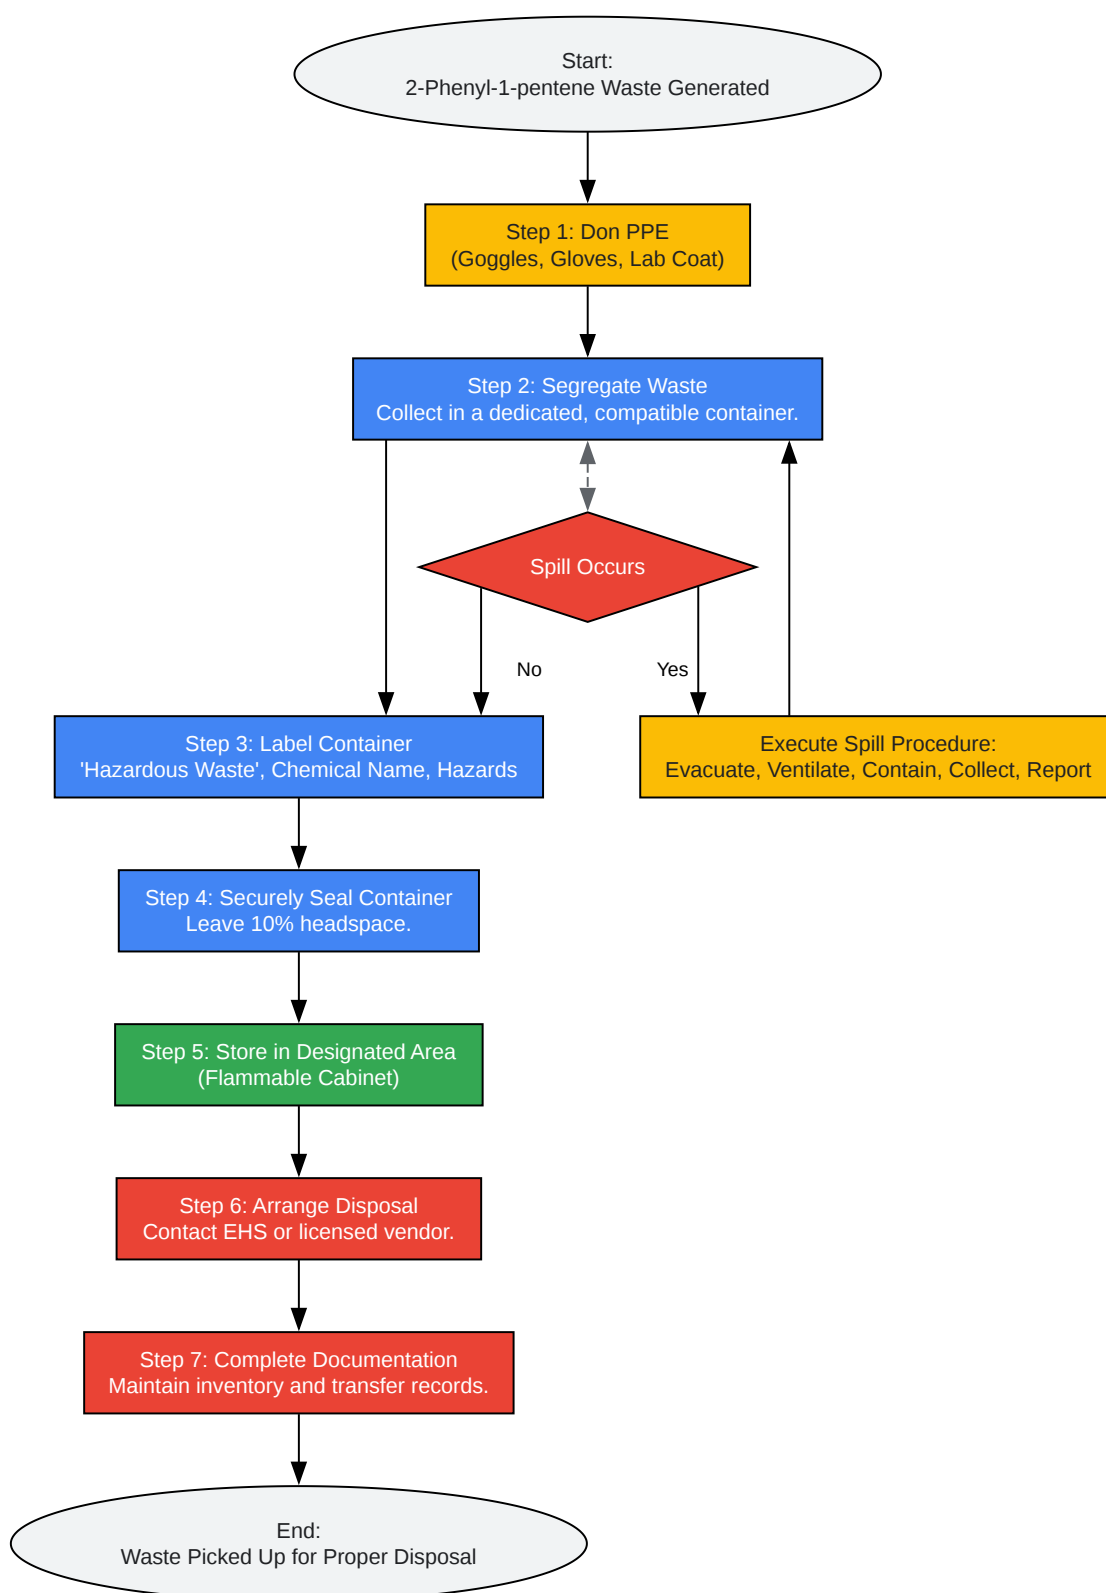 Start:
2-Phenyl-1-pentene Waste Generated
Step 1: Don PPE
(Goggles, Gloves, Lab Coat)
Step 2: Segregate Waste
Collect in a dedicated, compatible container.
Spill Occurs
No
Yes
Step 3: Label Container
'Hazardous Waste', Chemical Name, Hazards
Execute Spill Procedure:
Evacuate, Ventilate, Contain, Collect, Report
Step 4: Securely Seal Container
Leave 10% headspace.
Step 5: Store in Designated Area
(Flammable Cabinet)
Step 6: Arrange Disposal
Contact EHS or licensed vendor.
Step 7: Complete Documentation
Maintain inventory and transfer records.
End:
Waste Picked Up for Proper Disposal